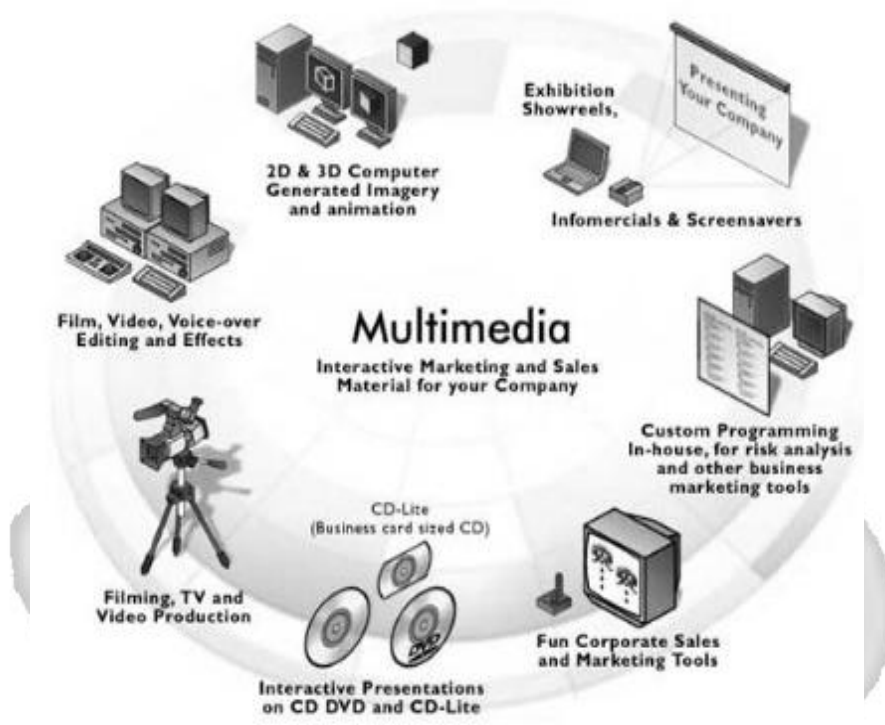 Presenting
Your Company
Exhibition
Showreels,
Infomercials & Screensavers
2D & 3D Computer
Generated Imagery
and animation
Film, Video, Voice-over
Editing and Effects
Multimedia
Interactive Marketing and Sales
Material for your Company
Custom Programming
In-house, for risk analysis
and other business
marketing tools
CD-Lite
(Business card sized CD)
Filming, TV and
Video Production
DVD
Fun Corporate Sales
and Marketing Tools
Interactive Presentations
on CD DVD and CD-Lite